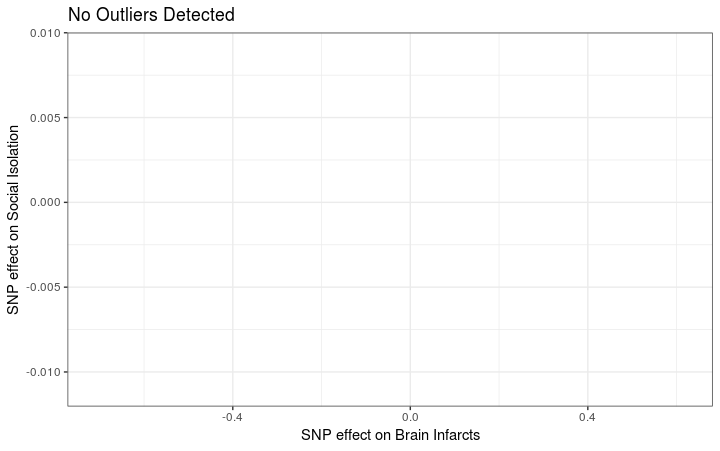 No Outliers Detected
0.010
0.005
0.000
-0.005
-0.010
SNP effect on Social Isolation
-0.4
0.0
0.4
SNP effect on Brain Infarcts